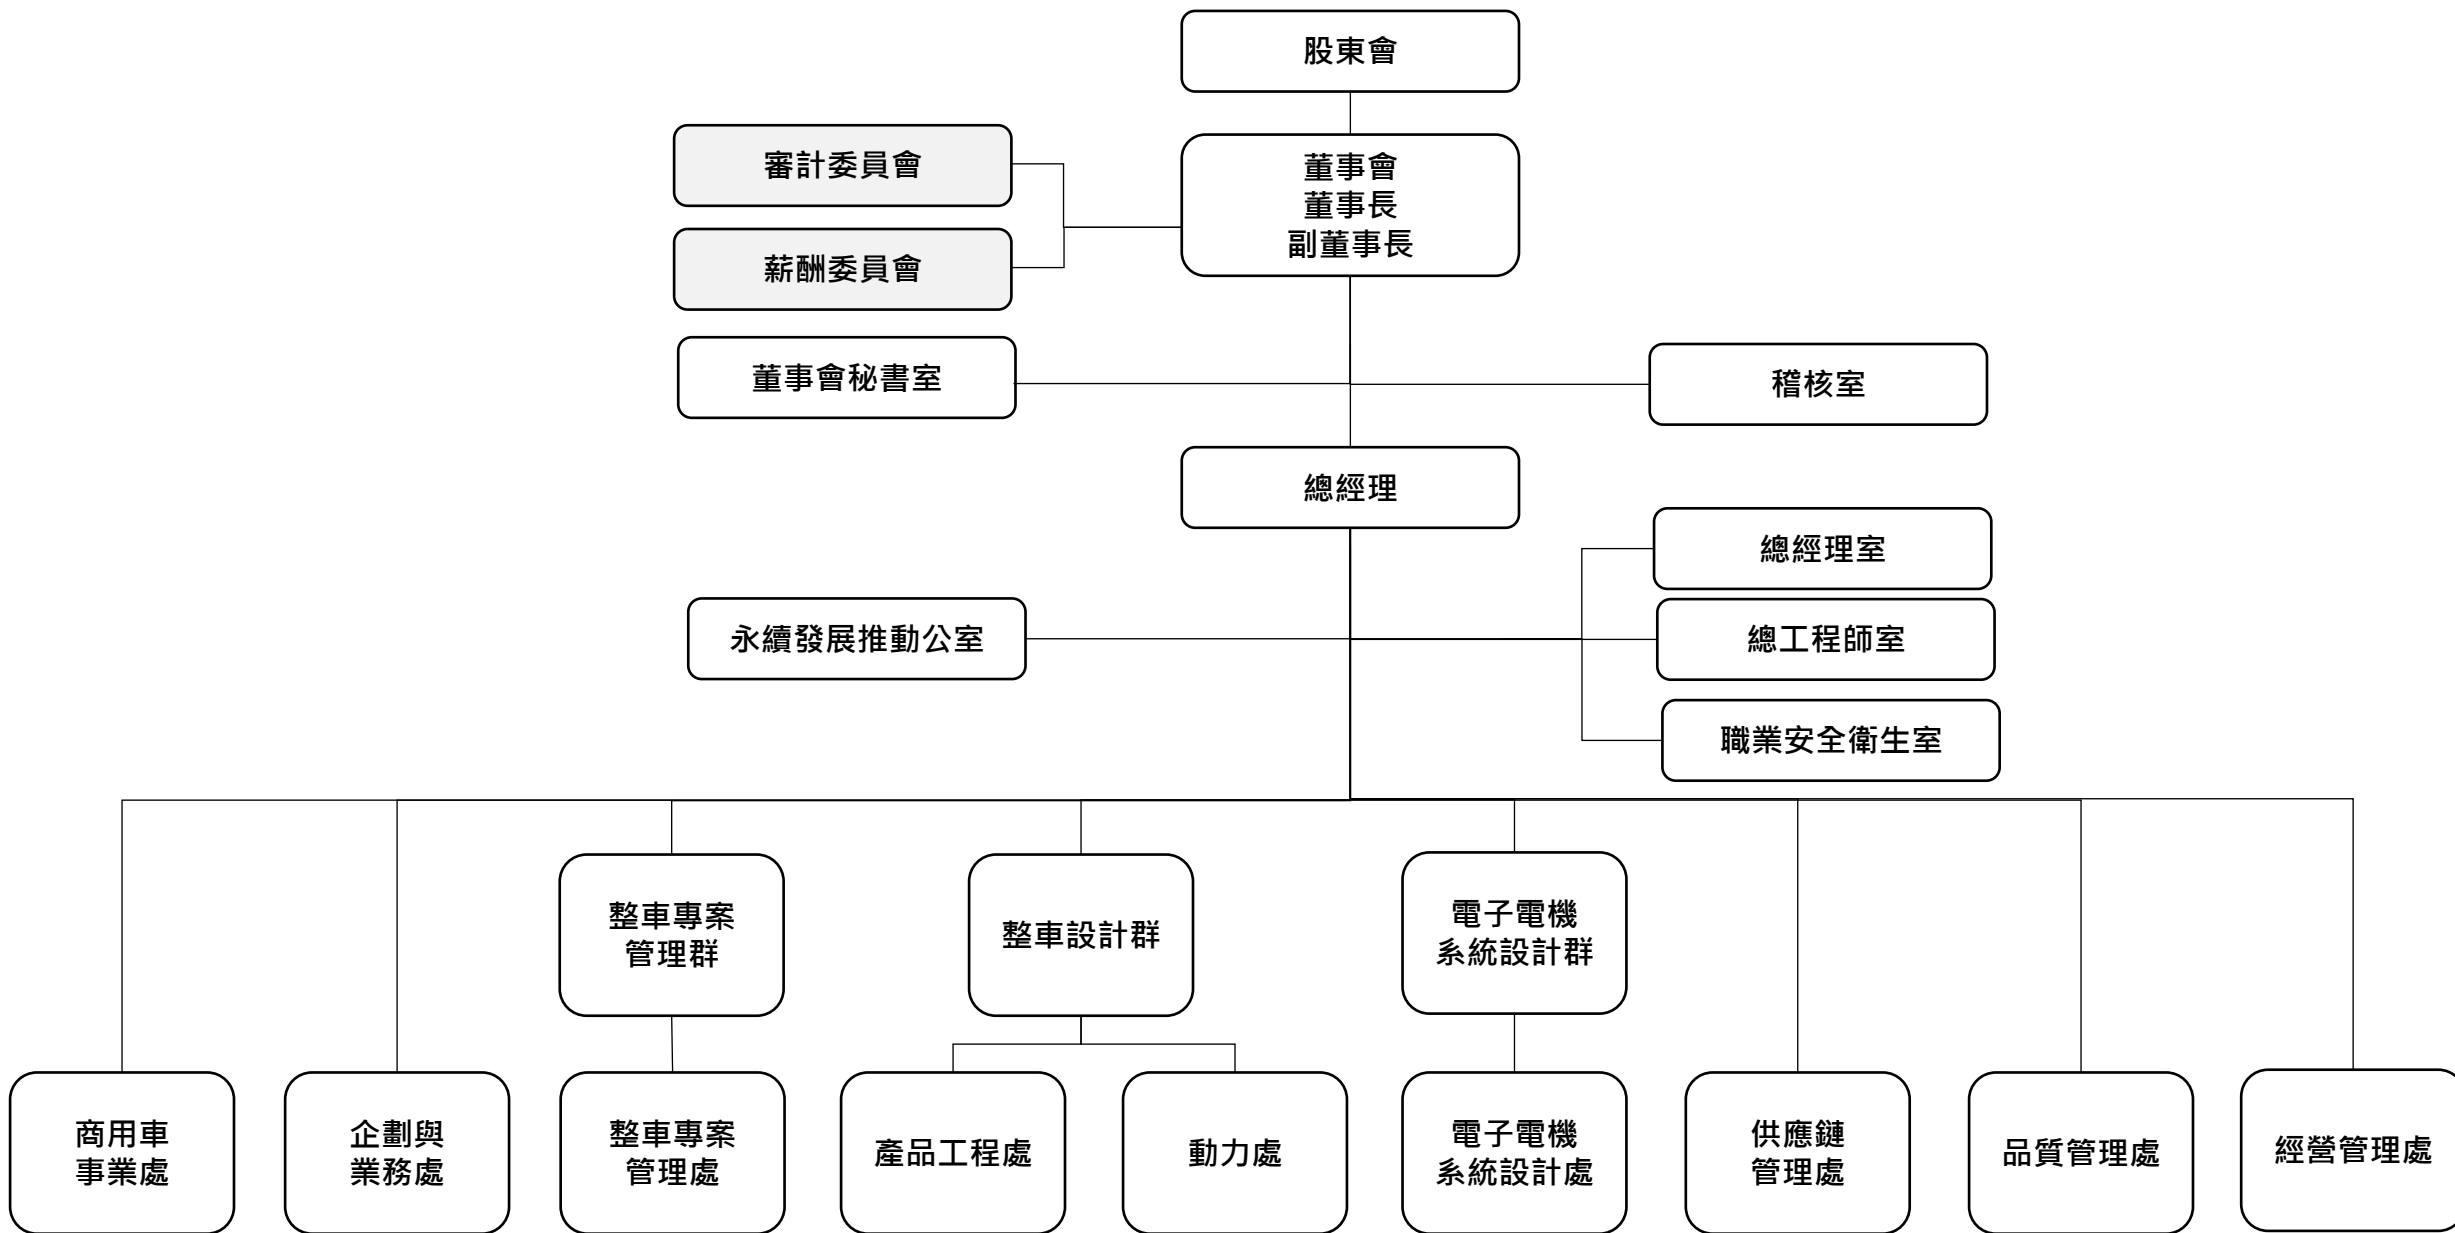 股東會
審計委員會
董事會
董事長
副董事長
薪酬委員會
董事會秘書室
稽核室
總經理
總經理室
永續發展推動公室
總工程師室
職業安全衛生室
整車專案
管理群
整車設計群
電子電機
系統設計群
商用車
事業處
企劃與
業務處
整車專案
管理處
產品工程處
動力處
電子電機
系統設計處
供應鏈
管理處
品質管理處
經營管理處